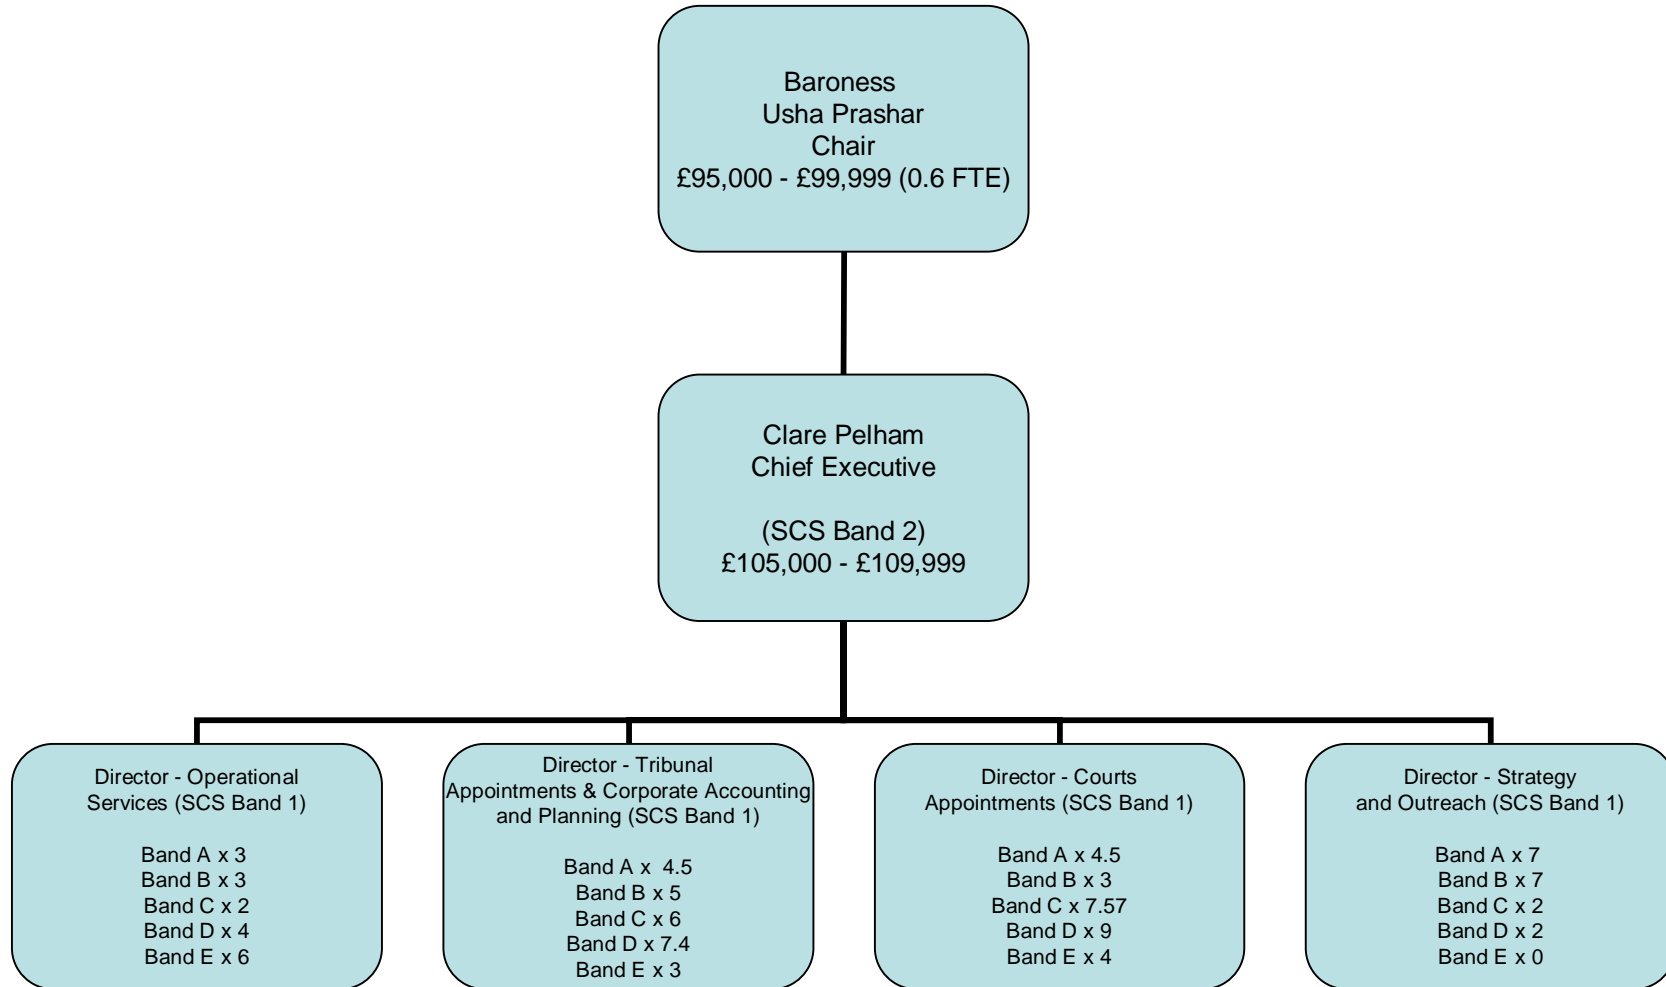 Baroness
Usha Prashar
Chair
£95,000 - £99,999 (0.6 FTE)
Clare Pelham
Chief Executive
(SCS Band 2)
£105,000 - £109,999
Director - Operational
Services (SCS Band 1)
Band A x 3
Band B x 3
Band C x 2
Band D x 4
Band E x 6
Director - Tribunal
Appointments & Corporate Accounting
and Planning (SCS Band 1)
Band A x  4.5
Band B x 5
Band C x 6
Band D x 7.4
Band E x 3
Director - Courts
Appointments (SCS Band 1)
Band A x 4.5
Band B x 3
Band C x 7.57
Band D x 9
Band E x 4
Director - Strategy
and Outreach (SCS Band 1)
Band A x 7
Band B x 7
Band C x 2
Band D x 2
Band E x 0